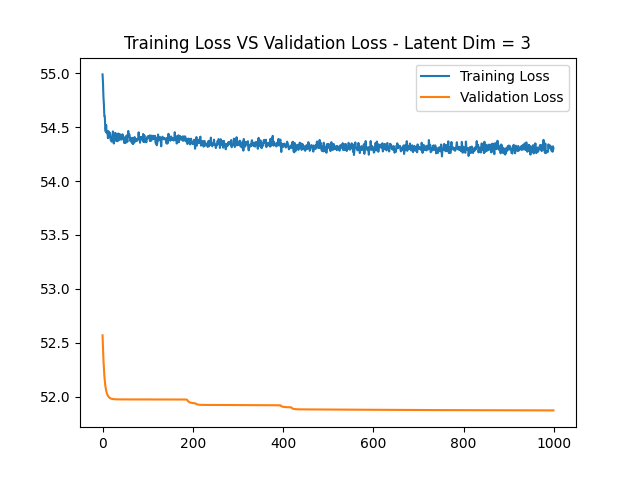 Training Loss VS Validation Loss - Latent Dim = 3
Training Loss
Validation Loss
55.0
54.5
54.0
53.5
53.0
52.5
52.0
0 200 400 600 800 1000